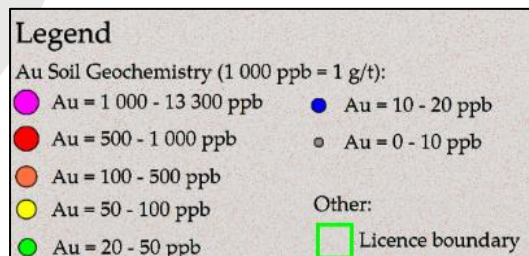 Legend
Au Soil Geochemistry (1 000 ppb = 1 g/t):
Au = 1 000 - 13 300 ppb
Au = 500 - 1 000 ppb
Au = 100 - 500 ppb
Au = 50 - 100 ppb
Au = 20 - 50 ppb
Au = 10 - 20 ppb
Au = 0 - 10 ppb
Other:
Licence boundary